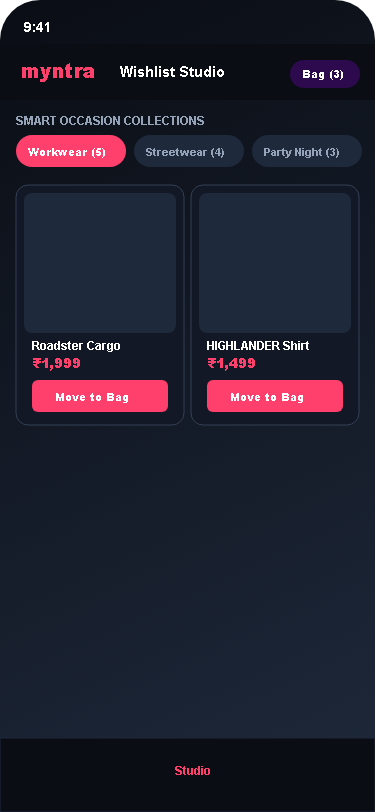 9:41
myntra Wishlist Studio Bag (3)
SMART OCCASION COLLECTIONS
Workwear (5) Streetwear (4) Party Night (3)
Roadster Cargo HIGHLANDER Shirt
₹1,999 ₹1,499
Move to Bag Move to Bag
Studio